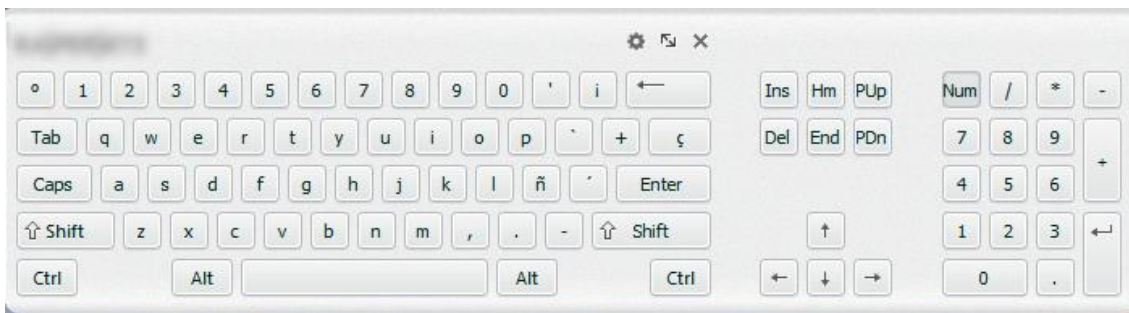 º 1 2 3 4 5 6 7 8 9 0 ' ¡ ← Ins Hm PUp Num / * -
Tab q w e r t y u i o p ` + ç Del End PDn 7 8 9 +
Caps a s d f g h j k l ñ ´ Enter 4 5 6
⇧ Shift z x c v b n m , . - ⇧ Shift ↑ 1 2 3 ↵
Ctrl Alt Alt Ctrl ← ↓ → 0 .